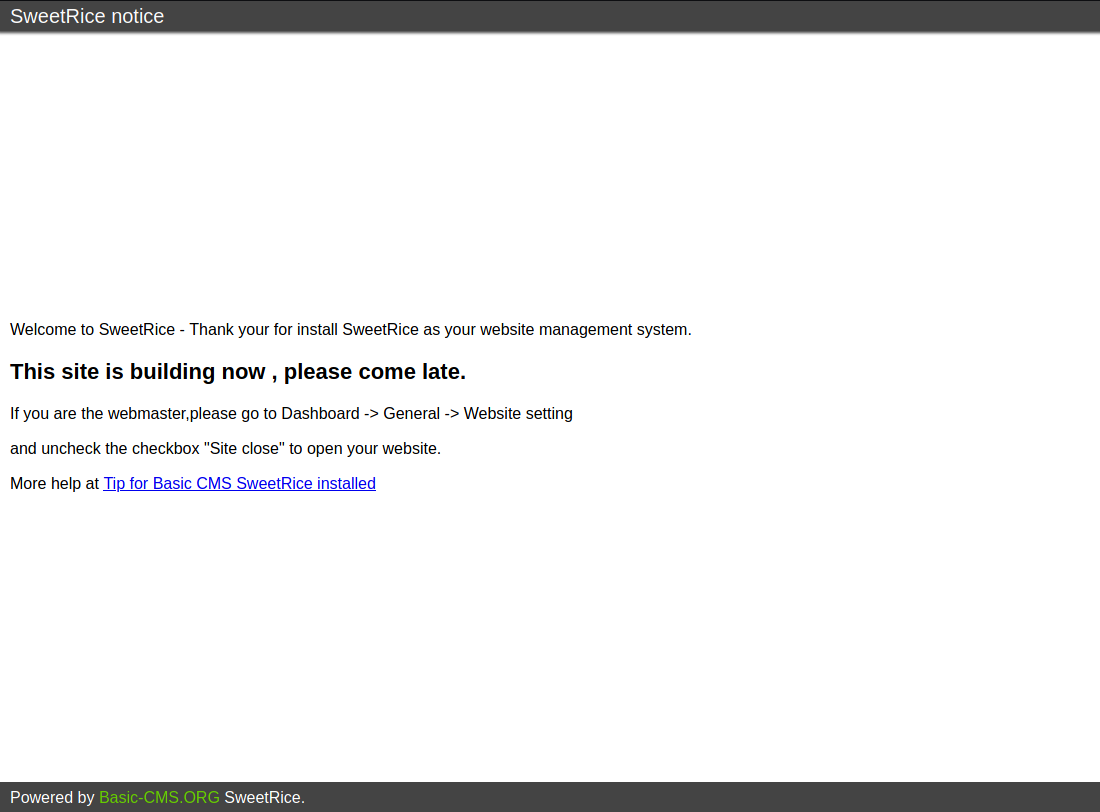 SweetRice notice
Welcome to SweetRice - Thank your for install SweetRice as your website management system.
This site is building now , please come late.
If you are the webmaster,please go to Dashboard -> General -> Website setting
and uncheck the checkbox "Site close" to open your website.
More help at Tip for Basic CMS SweetRice installed
Powered by Basic-CMS.ORG SweetRice.